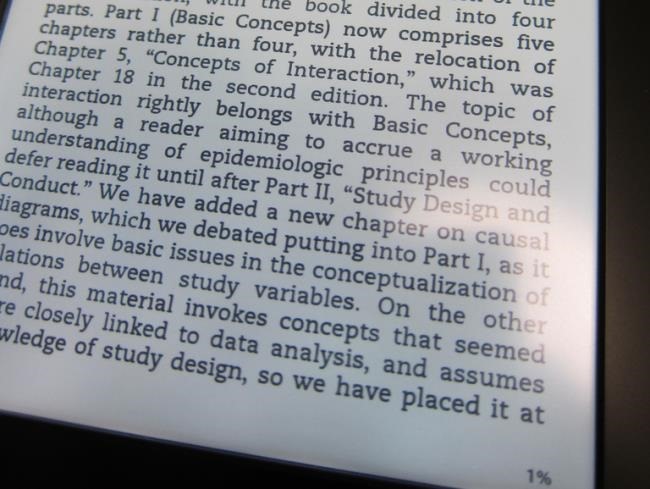 the book divided into four
parts. Part I (Basic Concepts) now comprises five
chapters rather than four, with the relocation of
Chapter 5, “Concepts of Interaction,” which was
Chapter 18 in the second edition. The topic of
interaction rightly belongs with Basic Concepts,
although a reader aiming to accrue a working
understanding of epidemiologic principles could
defer reading it until after Part II, “Study Design and
Conduct.” We have added a new chapter on causal
diagrams, which we debated putting into Part I, as it
oes involve basic issues in the conceptualization of
lations between study variables. On the other
nd, this material invokes concepts that seemed
re closely linked to data analysis, and assumes
wledge of study design, so we have placed it at
1%